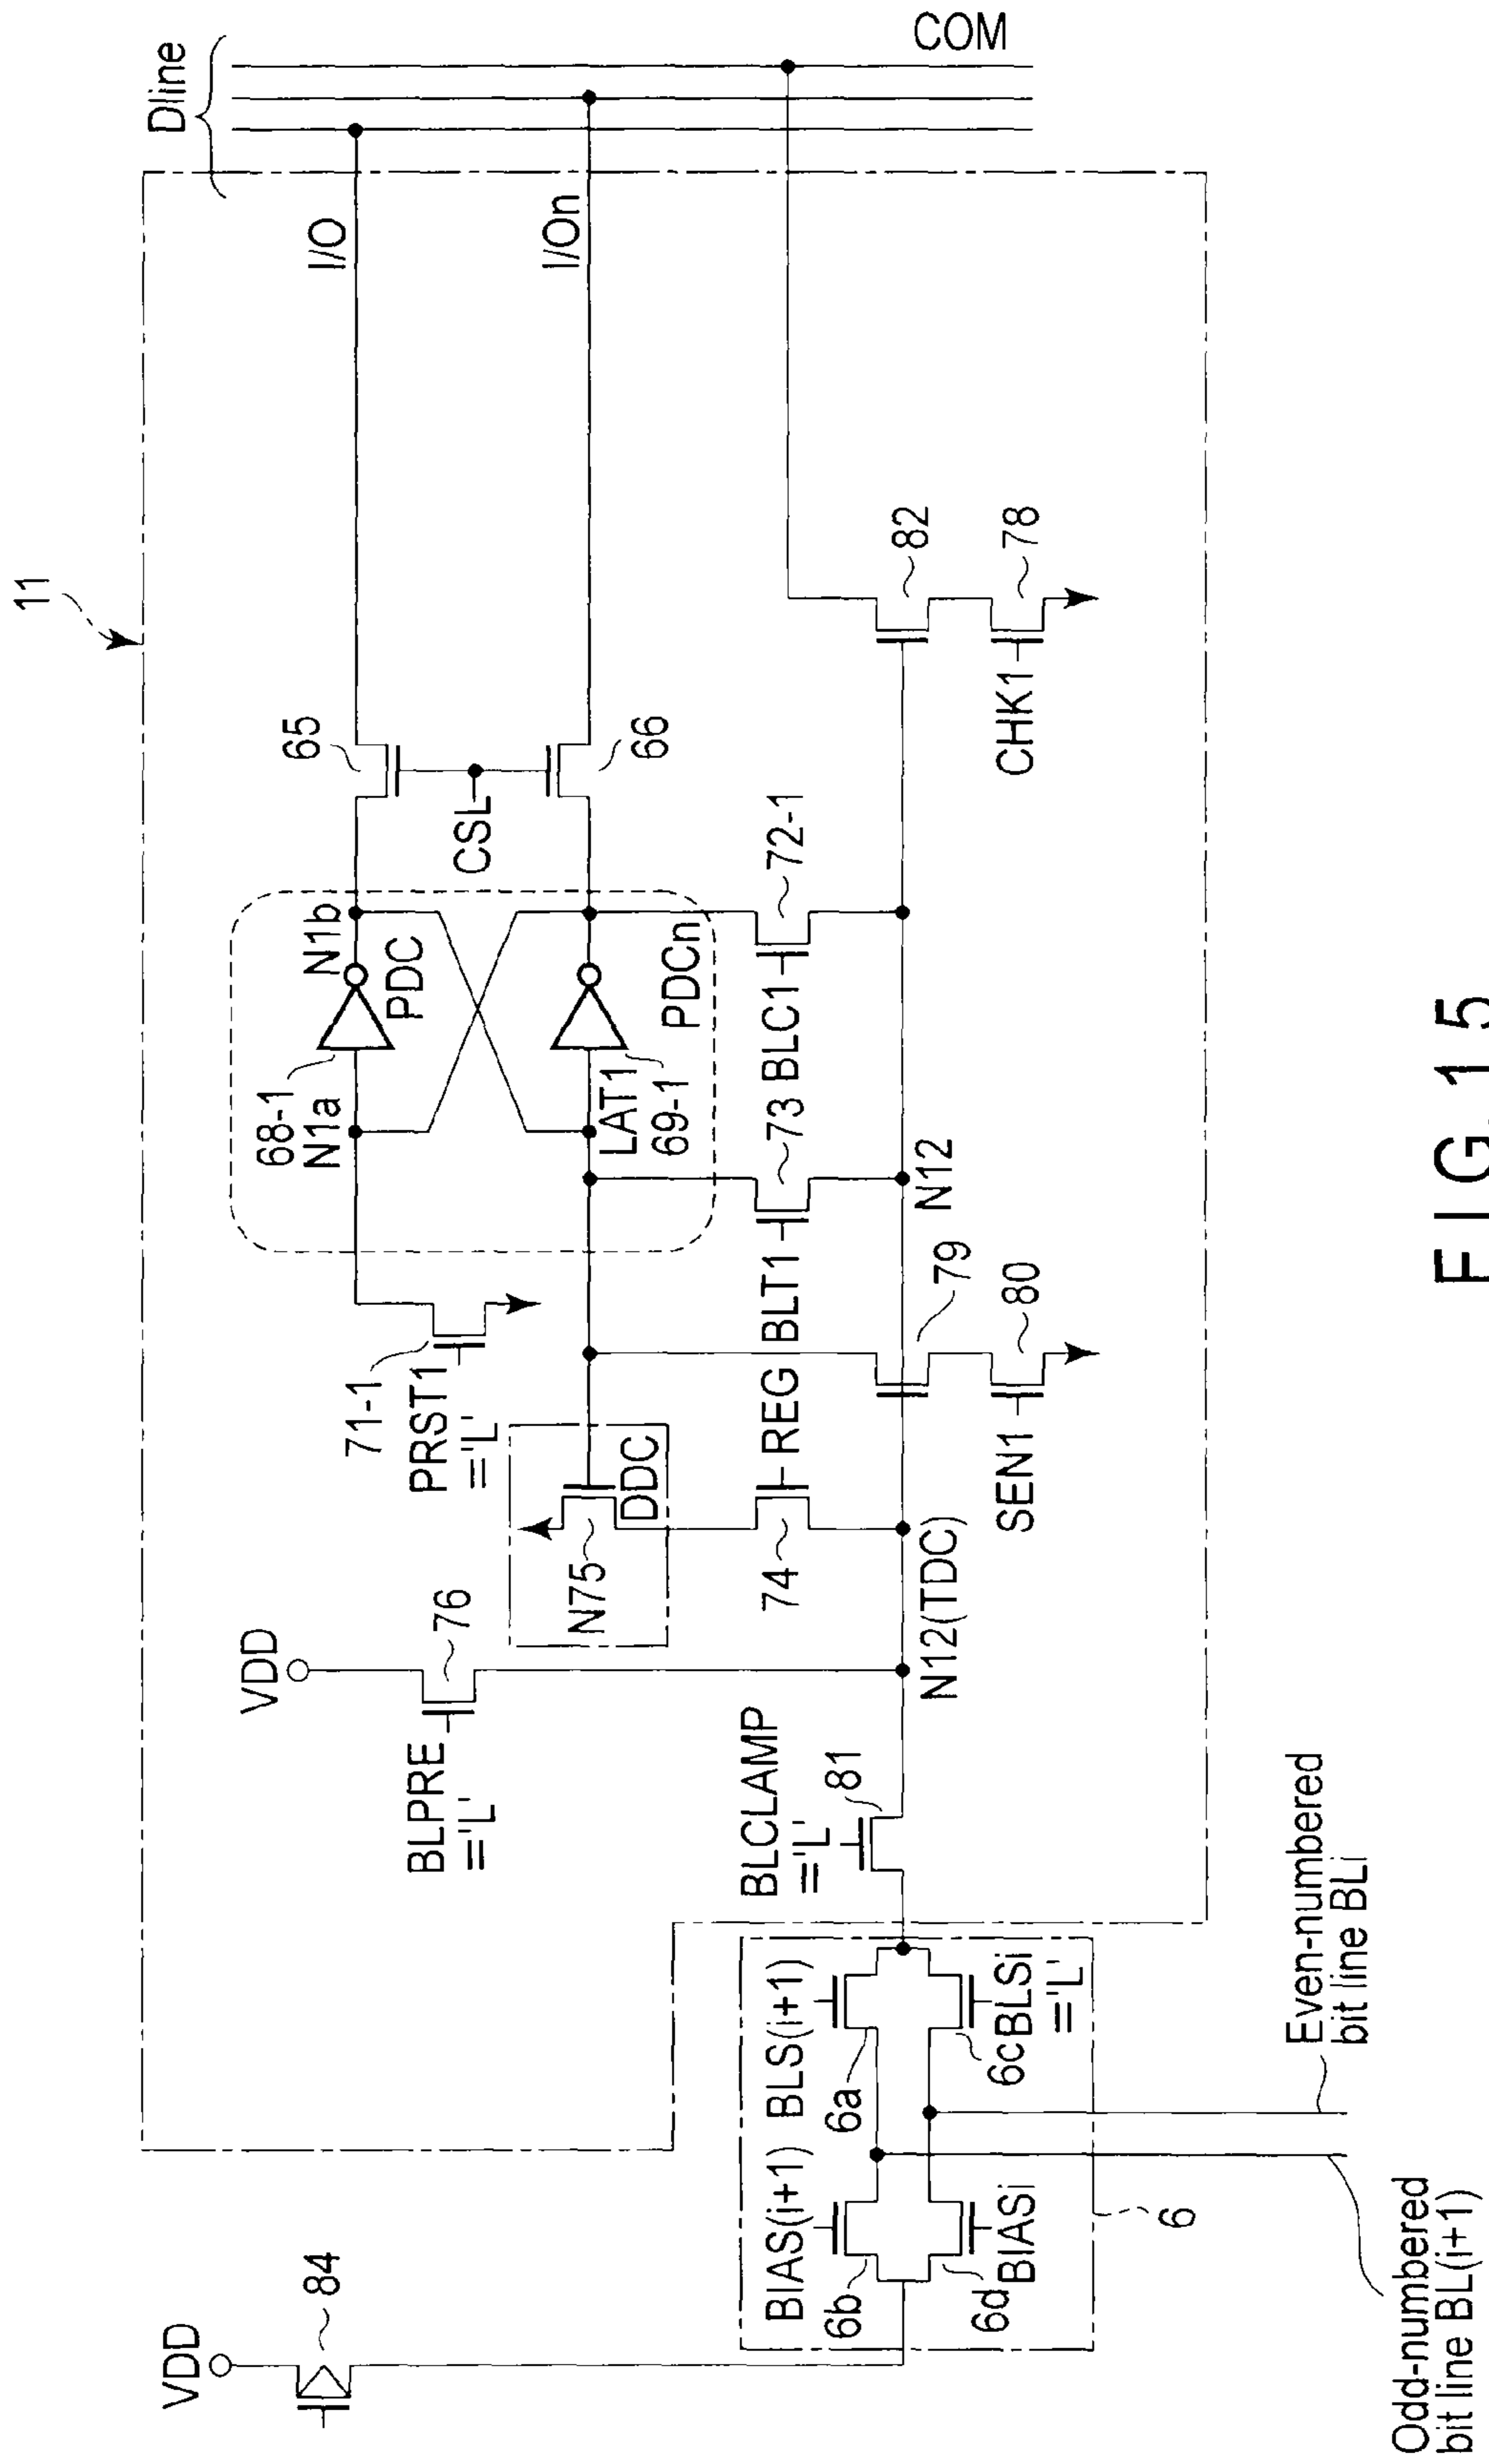 11
Dline
COM
I/O
I/On
65
66
CSL
68-1
N1a
N1b
PDC
LAT1
69-1
PDCn
71-1
PRST1
='L'
VDD
BLPRE
='L'
76
N75
DDC
74
REG
BLT1
73
BLC1
72-1
82
CHK1
78
N12
79
SEN1
80
N12(TDC)
BLCLAMP
='L'
81
VDD
84
BIAS(i+1)
BLS(i+1)
6b
6a
6d
BIASi
6c
BLSi
='L'
6
Even-numbered
bit line BLi
Odd-numbered
bit line BL(i+1)
FIG.15